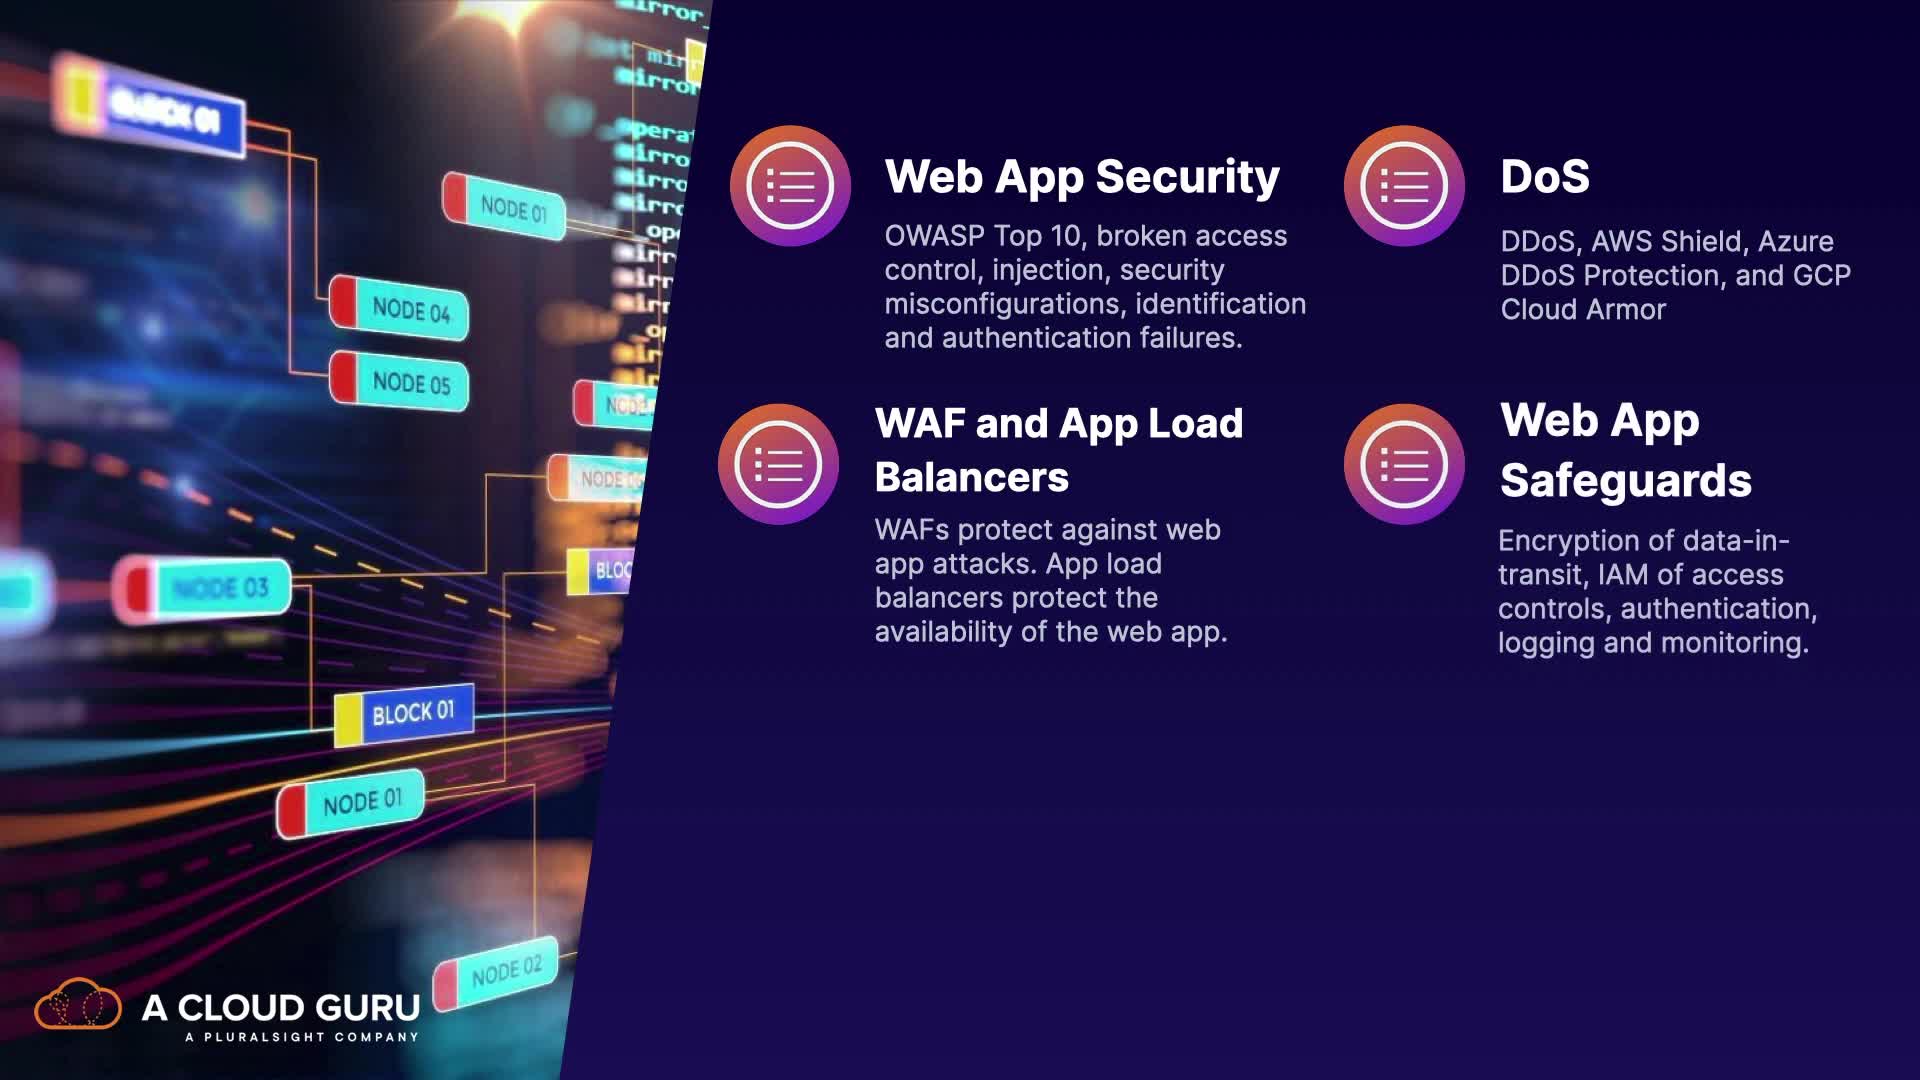 Web App Security
OWASP Top 10, broken access
control, injection, security
misconfigurations, identification
and authentication failures.
DoS
DDoS, AWS Shield, Azure
DDoS Protection, and GCP
Cloud Armor
WAF and App Load
Balancers
WAFs protect against web
app attacks. App load
balancers protect the
availability of the web app.
Web App
Safeguards
Encryption of data-in-
transit, IAM of access
controls, authentication,
logging and monitoring.
BLOCK 01
NODE 01
NODE 04
NODE 05
NODE 03
BLOCK 01
NODE 01
NODE 02
A CLOUD GURU
A PLURALSIGHT COMPANY